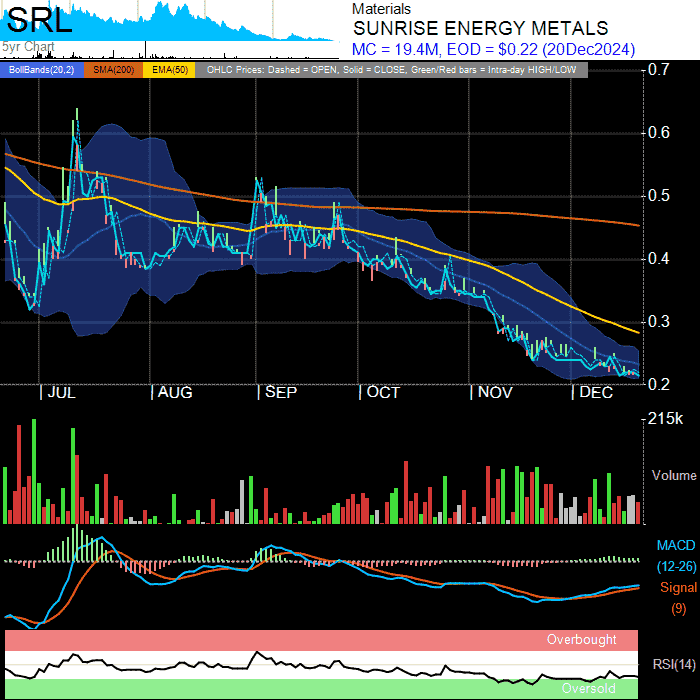 SRL
5yr Chart
Materials
SUNRISE ENERGY METALS
MC = 19.4M, EOD = $0.22 (20Dec2024)
BollBands(20,2) SMA(200) EMA(50) OHLC Prices: Dashed = OPEN, Solid = CLOSE, Green/Red bars = Intra-day HIGH/LOW
0.7
0.6
0.5
0.4
0.3
0.2
| JUL | AUG | SEP | OCT | NOV | DEC
215k
Volume
MACD
(12-26)
Signal
(9)
Overbought
RSI(14)
Oversold